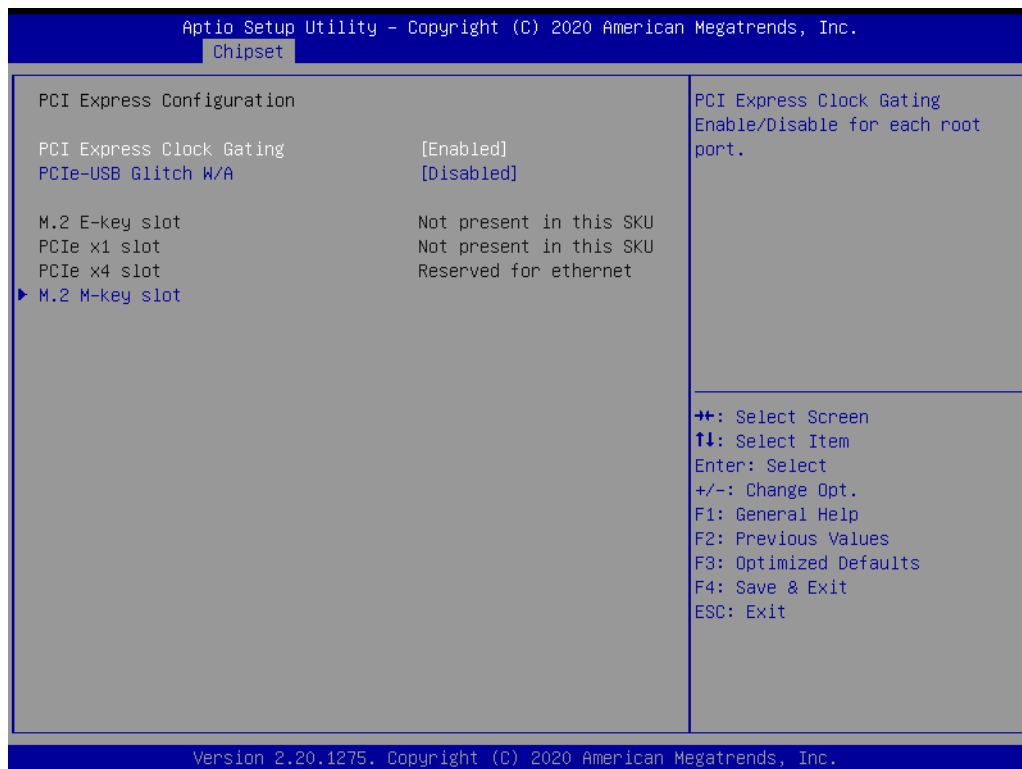 Aptio Setup Utility – Copyright (C) 2020 American Megatrends, Inc.
Chipset
PCI Express Configuration
PCI Express Clock Gating [Enabled]
PCIe-USB Glitch W/A [Disabled]
M.2 E-key slot Not present in this SKU
PCIe x1 slot Not present in this SKU
PCIe x4 slot Reserved for ethernet
▶ M.2 M-key slot
PCI Express Clock Gating
Enable/Disable for each root
port.
→←: Select Screen
↑↓: Select Item
Enter: Select
+/-: Change Opt.
F1: General Help
F2: Previous Values
F3: Optimized Defaults
F4: Save & Exit
ESC: Exit
Version 2.20.1275. Copyright (C) 2020 American Megatrends, Inc.